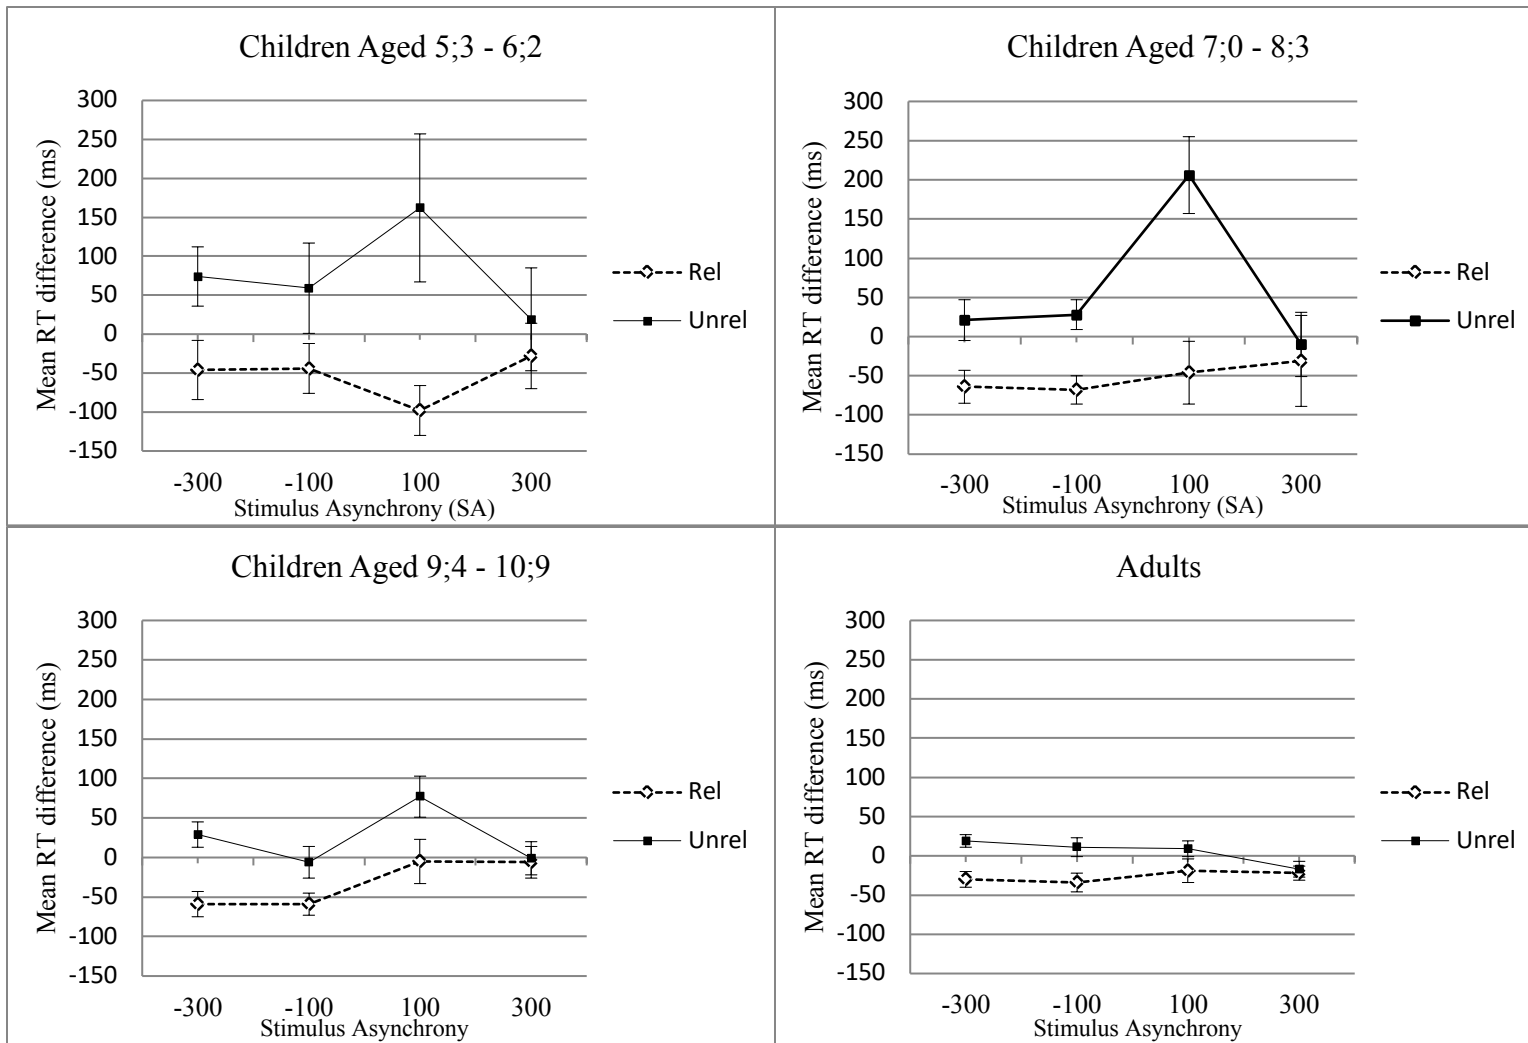 Children Aged 5;3 - 6;2
300
250
200
150
100
50
0
-50
-100
-150
Mean RT difference (ms)
-300 -100 100 300
Stimulus Asynchrony (SA)
Rel
Unrel
Children Aged 7;0 - 8;3
300
250
200
150
100
50
0
-50
-100
-150
Mean RT difference (ms)
-300 -100 100 300
Stimulus Asynchrony (SA)
Rel
Unrel
Children Aged 9;4 - 10;9
300
250
200
150
100
50
0
-50
-100
-150
Mean RT difference (ms)
-300 -100 100 300
Stimulus Asynchrony
Rel
Unrel
Adults
300
250
200
150
100
50
0
-50
-100
-150
Mean RT difference (ms)
-300 -100 100 300
Stimulus Asynchrony
Rel
Unrel